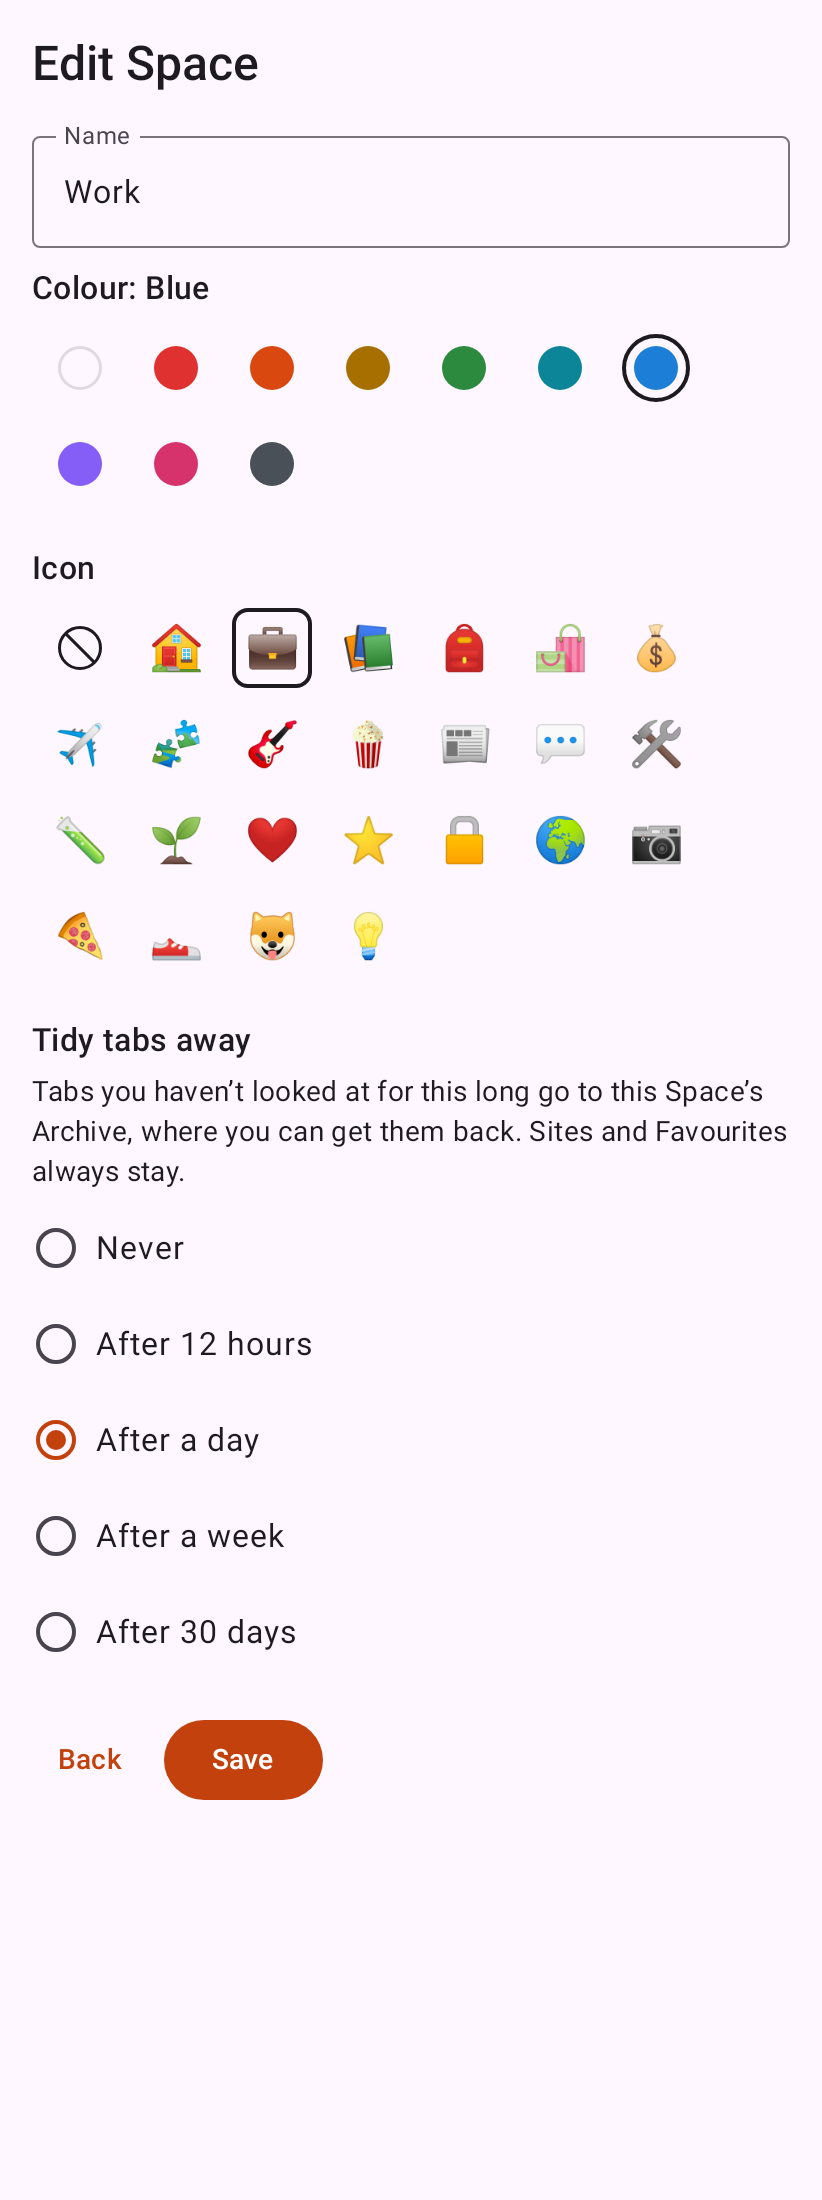 Edit Space
Name
Work
Colour: Blue
Icon
Tidy tabs away
Tabs you haven’t looked at for this long go to this Space’s
Archive, where you can get them back. Sites and Favourites
always stay.
Never
After 12 hours
After a day
After a week
After 30 days
Back
Save